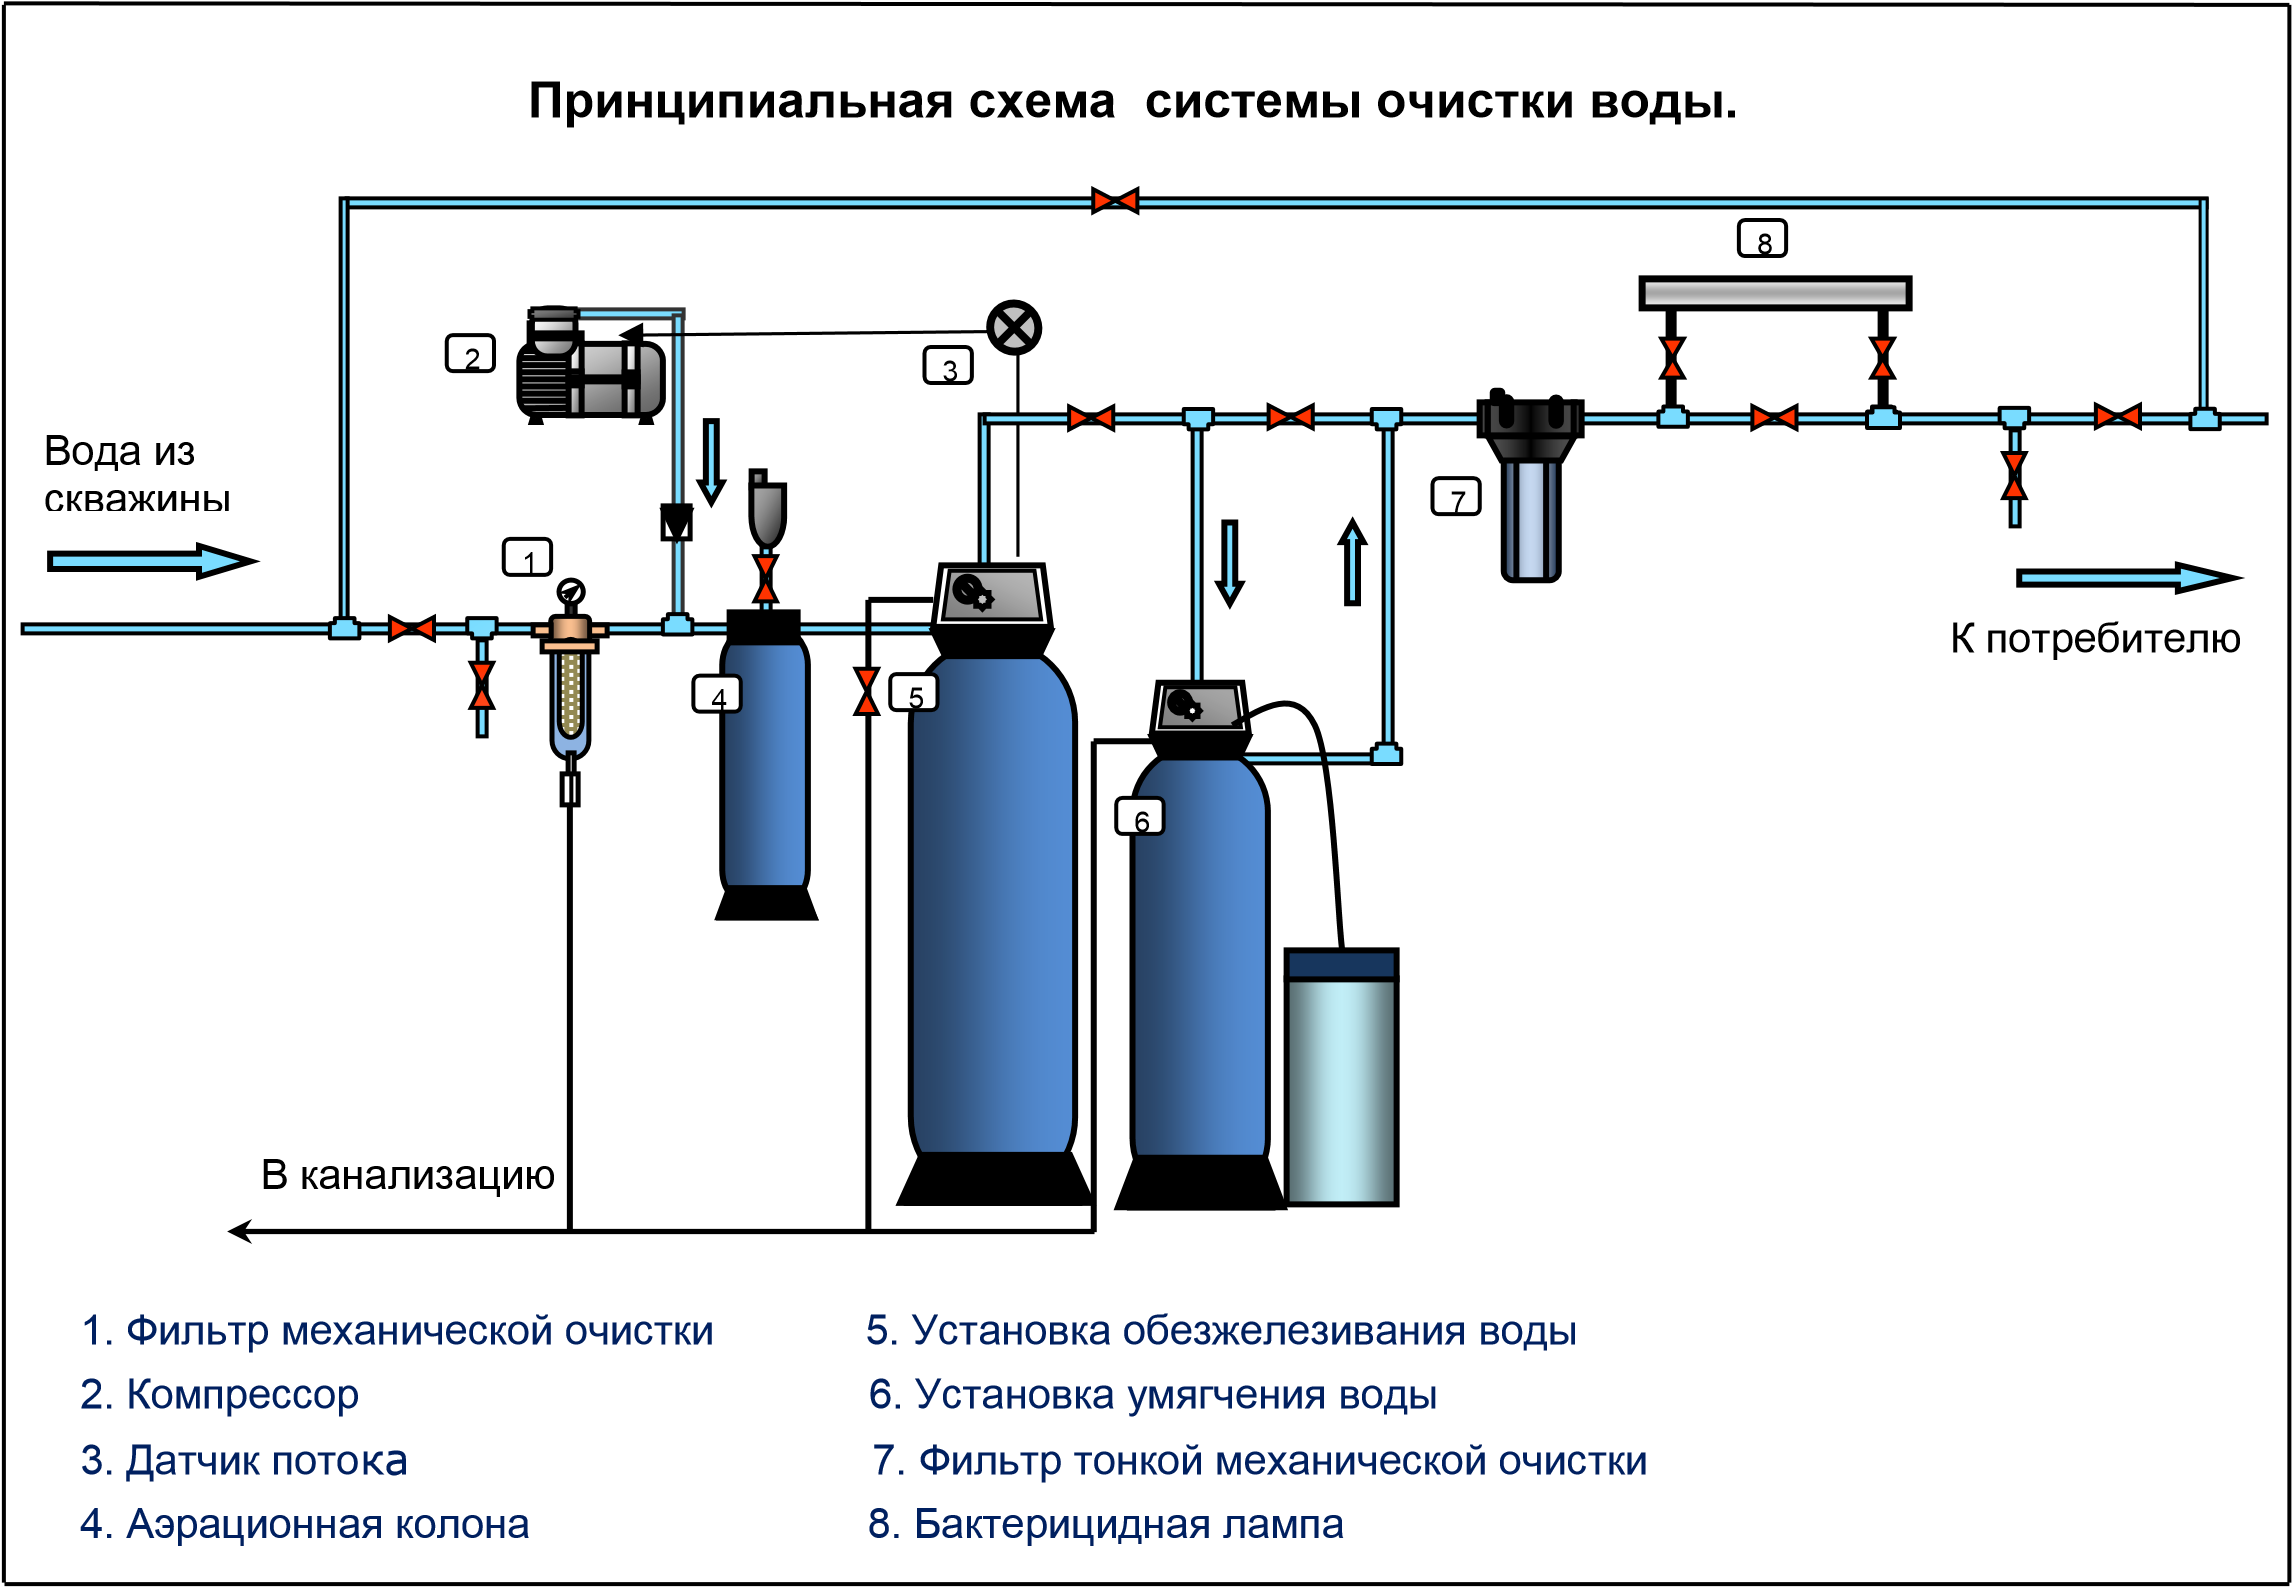 Принципиальная схема  системы очистки воды.
8
2
3
Вода из
скважины
7
1
К потребителю
4
5
6
В канализацию
1. Фильтр механической очистки
2. Компрессор
3. Датчик потока
4. Аэрационная колона
5. Установка обезжелезивания воды
6. Установка умягчения воды
7. Фильтр тонкой механической очистки
8. Бактерицидная лампа